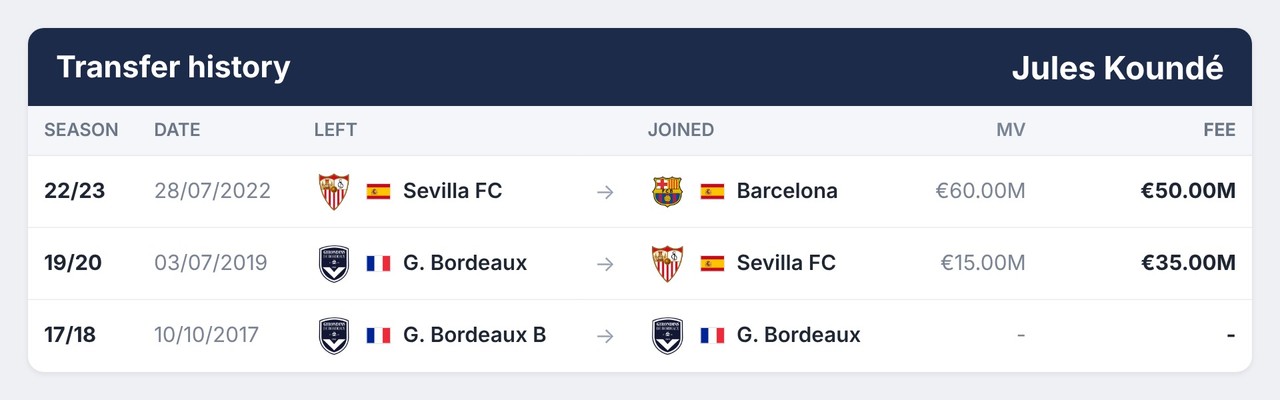 Transfer history Jules Koundé
SEASON DATE LEFT JOINED MV FEE
22/23 28/07/2022 Sevilla FC → Barcelona €60.00M €50.00M
19/20 03/07/2019 G. Bordeaux → Sevilla FC €15.00M €35.00M
17/18 10/10/2017 G. Bordeaux B → G. Bordeaux - -